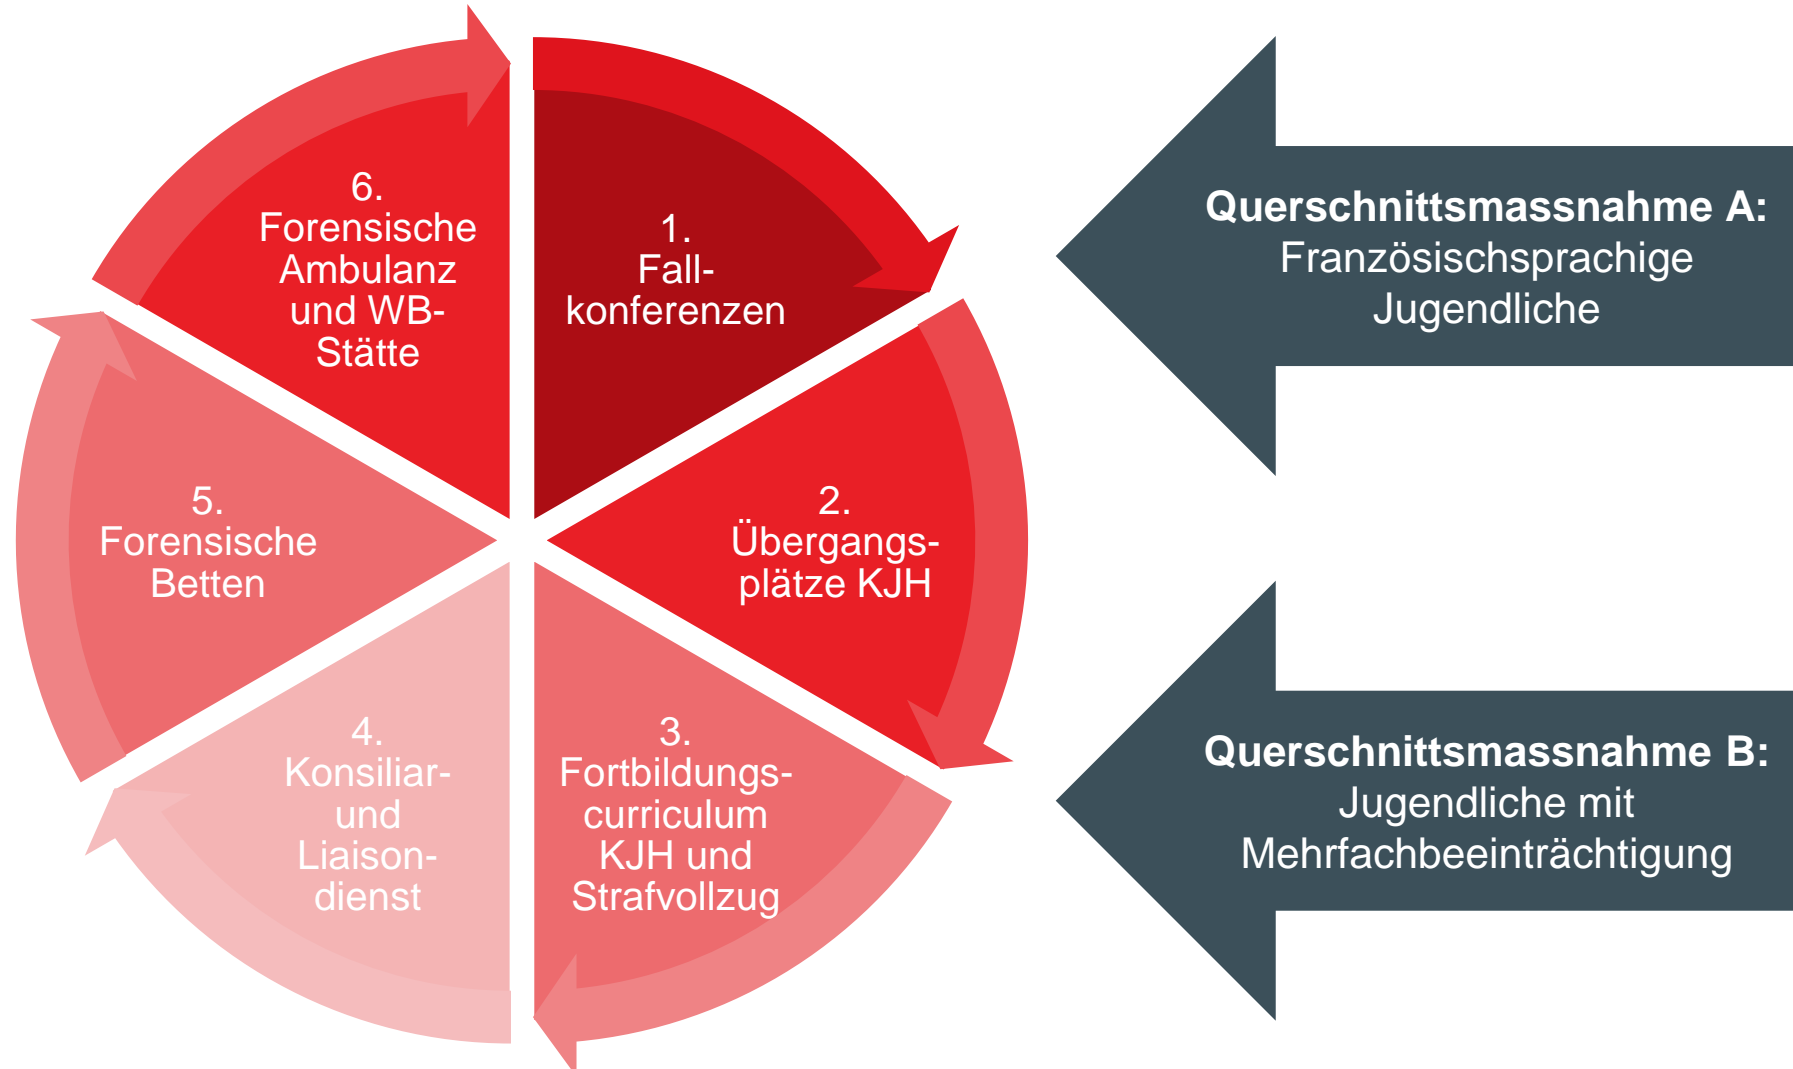 1.
Fall-
konferenzen
2.
Übergangs-
plätze KJH
3.
Fortbildungs-
curriculum
KJH und
Strafvollzug
4.
Konsiliar-
und
Liaison-
dienst
5.
Forensische
Betten
6.
Forensische
Ambulanz
und WB-
Stätte
Querschnittsmassnahme A:
Französischsprachige
Jugendliche
Querschnittsmassnahme B:
Jugendliche mit
Mehrfachbeeinträchtigung